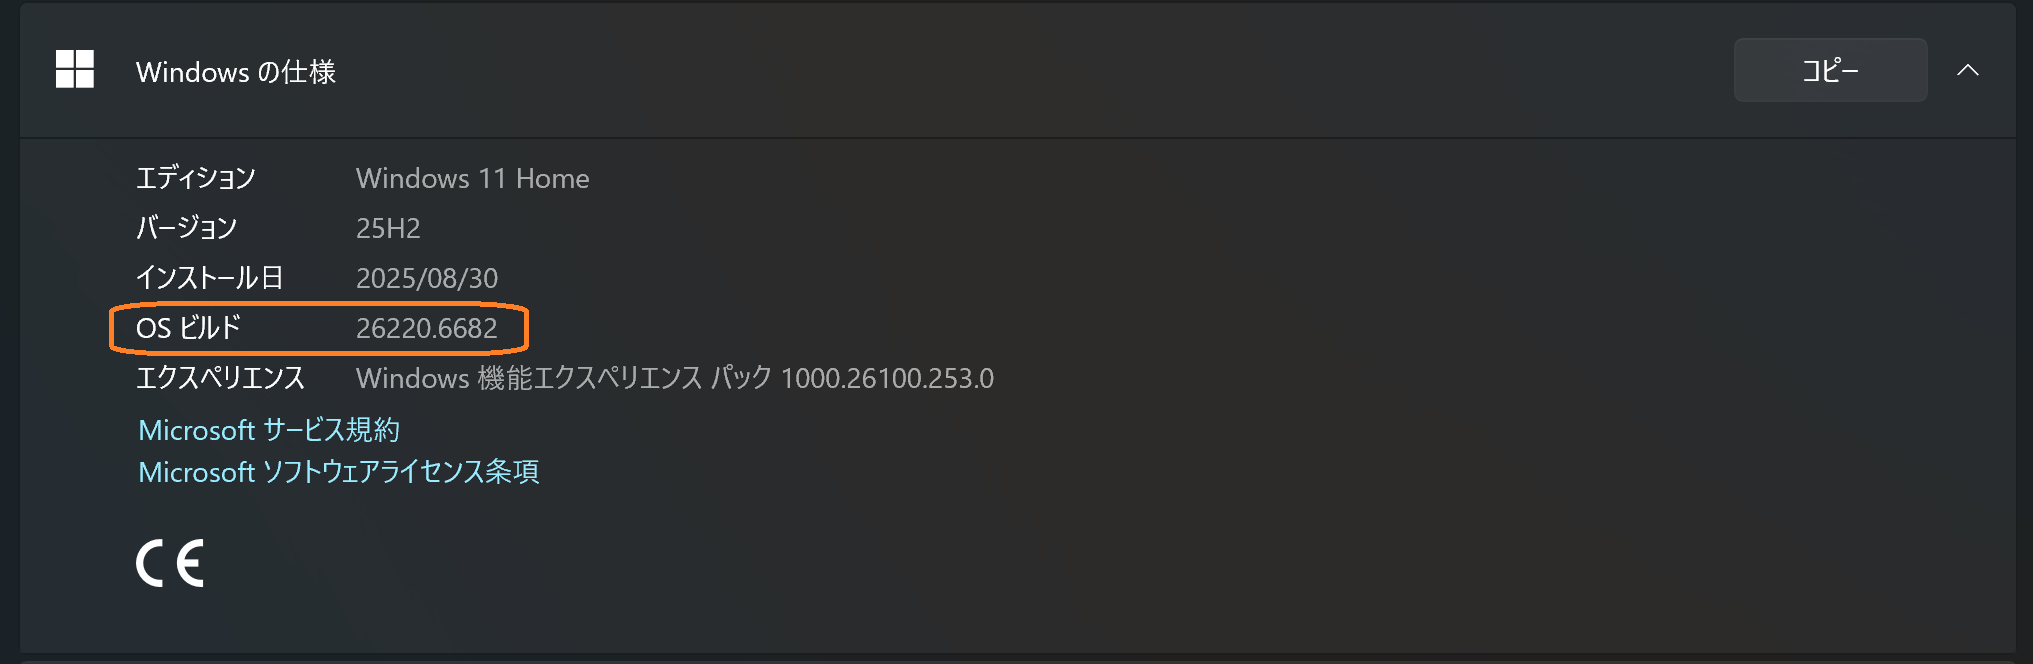 Windows の仕様
コピー
エディション Windows 11 Home
バージョン 25H2
インストール日 2025/08/30
OS ビルド 26220.6682
エクスペリエンス Windows 機能エクスペリエンス パック 1000.26100.253.0
Microsoft サービス規約
Microsoft ソフトウェアライセンス条項
CE